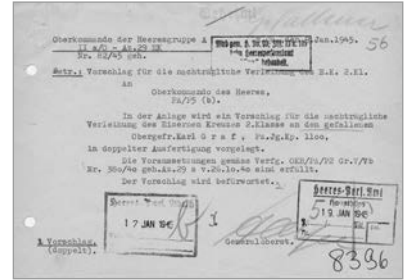 Gefallener
Oberkommando der Heeresgruppe A
Jan.1945.
56
II a/O - Az.29 EK
Nr. 82/45 geh.
Betr.: Vorschlag für die nachträgliche Verleihung des E.K. 2.Kl.
An
Oberkommando des Heeres,
PA/P5 (b).
In der Anlage wird ein Vorschlag für die nachträgliche
Verleihung des Eisernen Kreuzes 2.Klasse an den gefallenen
Obergefr.Karl G r a f , Pz.Jg.Kp. 1100,
in doppelter Ausfertigung vorgelegt.
Die Voraussetzungen gemäss Verfg. OKH/PA/P2 Gr.V/Vb
Nr. 380/40 geh.Az.29 a v.26.10.40 sind erfüllt.
Der Vorschlag wird befürwortet.
Heeres-Perf. Amt
19. JAN 194
17 JAN 194
1 Vorschlag.
(doppelt).
Generaloberst.
8396